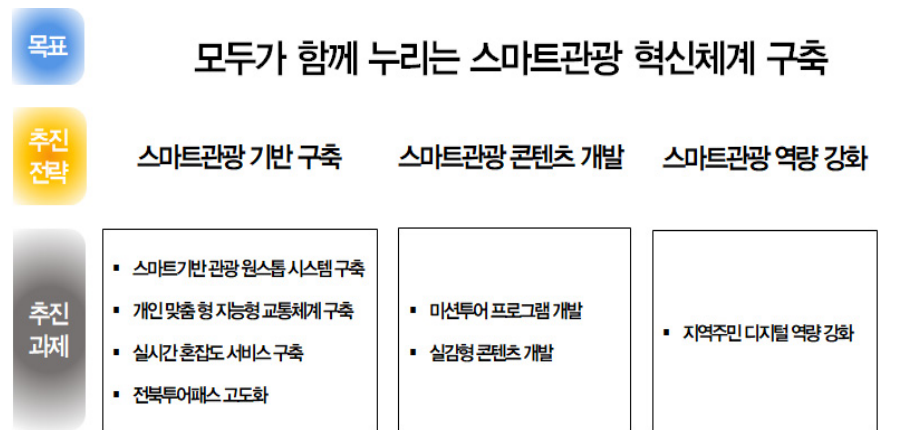 목표
모두가 함께 누리는 스마트관광 혁신체계 구축
추진
전략
스마트관광 기반 구축
스마트관광 콘텐츠 개발
스마트관광 역량 강화
추진
과제
▪ 스마트기반 관광 원스톱 시스템 구축
▪ 개인 맞춤 형 지능형 교통체계 구축
▪ 실시간 혼잡도 서비스 구축
▪ 전북투어패스 고도화
▪ 미션투어 프로그램 개발
▪ 실감형 콘텐츠 개발
▪ 지역주민 디지털 역량 강화